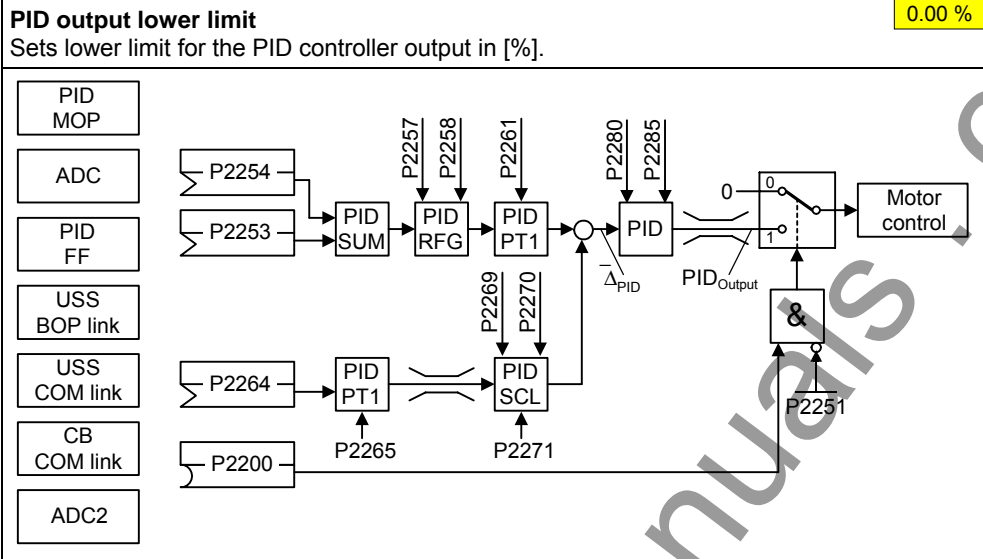 PID output lower limit
0.00 %
Sets lower limit for the PID controller output in [%].
PID
MOP
ADC
PID
FF
USS
BOP link
USS
COM link
CB
COM link
ADC2
P2254
P2253
P2264
P2200
P2257
P2258
P2261
P2280
P2285
PID
SUM
PID
RFG
PID
PT1
PID
0
0
1
Motor
control
ΔPID
PIDOutput
P2269
P2270
&
PID
PT1
PID
SCL
P2265
P2271
P2251
nuals.